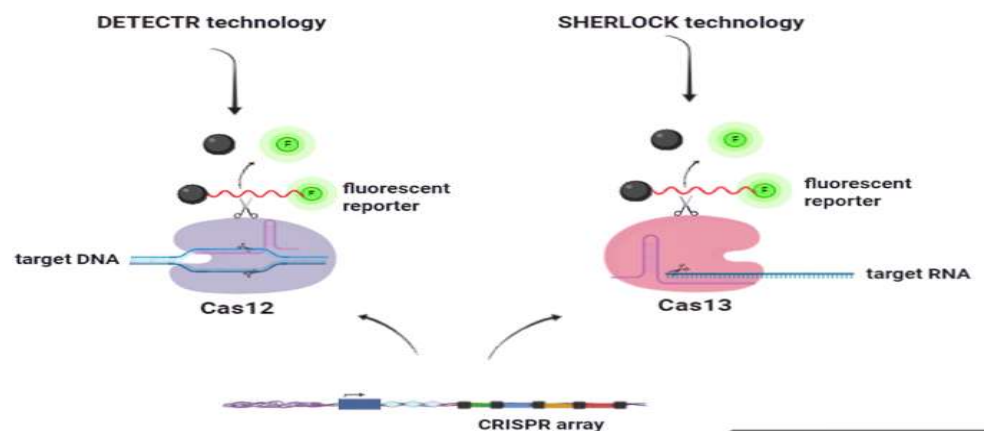 DETECTR technology
SHERLOCK technology
F
F
F
fluorescent
reporter
F
fluorescent
reporter
target DNA
target RNA
Cas12
Cas13
CRISPR array